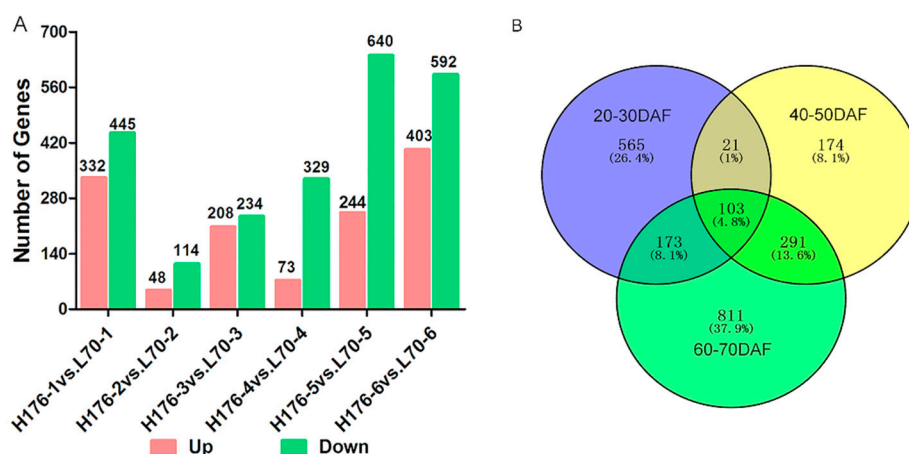 A
Number of Genes
700
560
420
280
140
0
332
445
48
114
208
234
73
329
244
640
403
592
H176-1vs.L70-1
H176-2vs.L70-2
H176-3vs.L70-3
H176-4vs.L70-4
H176-5vs.L70-5
H176-6vs.L70-6
Up
Down
B
20-30DAF
40-50DAF
565
(26.4%)
21
(1%)
174
(8.1%)
103
(4.8%)
173
(8.1%)
291
(13.6%)
811
(37.9%)
60-70DAF